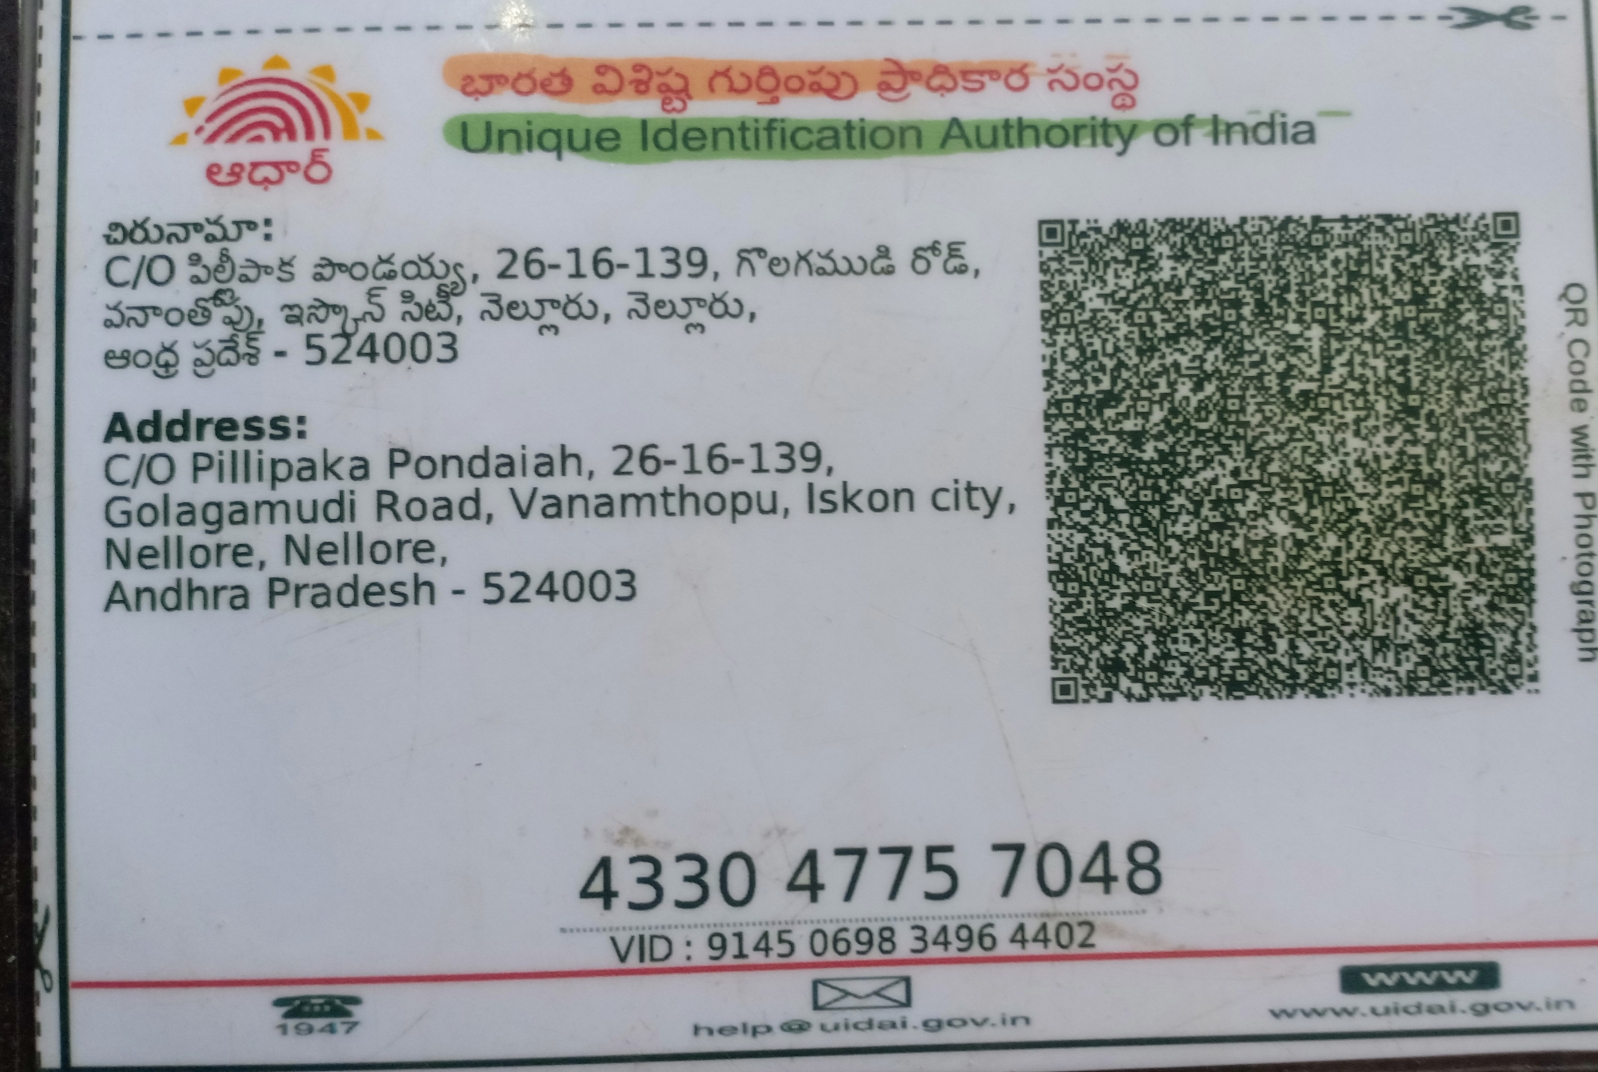 భారత విశిష్ట గుర్తింపు ప్రాధికార సంస్థ
Unique Identification Authority of India
ఆధార్
చిరునామా:
C/O పిల్లిపాక పొండయ్య, 26-16-139, గొలగముడి రోడ్,
వనాంతోపు, ఇస్కాన్ సిటీ, నెల్లూరు, నెల్లూరు,
ఆంధ్ర ప్రదేశ్ - 524003
Address:
C/O Pillipaka Pondaiah, 26-16-139,
Golagamudi Road, Vanamthopu, Iskon city,
Nellore, Nellore,
Andhra Pradesh - 524003
QR Code with Photograph
4330 4775 7048
VID : 9145 0698 3496 4402
1947
help@uidai.gov.in
www
www.uidai.gov.in